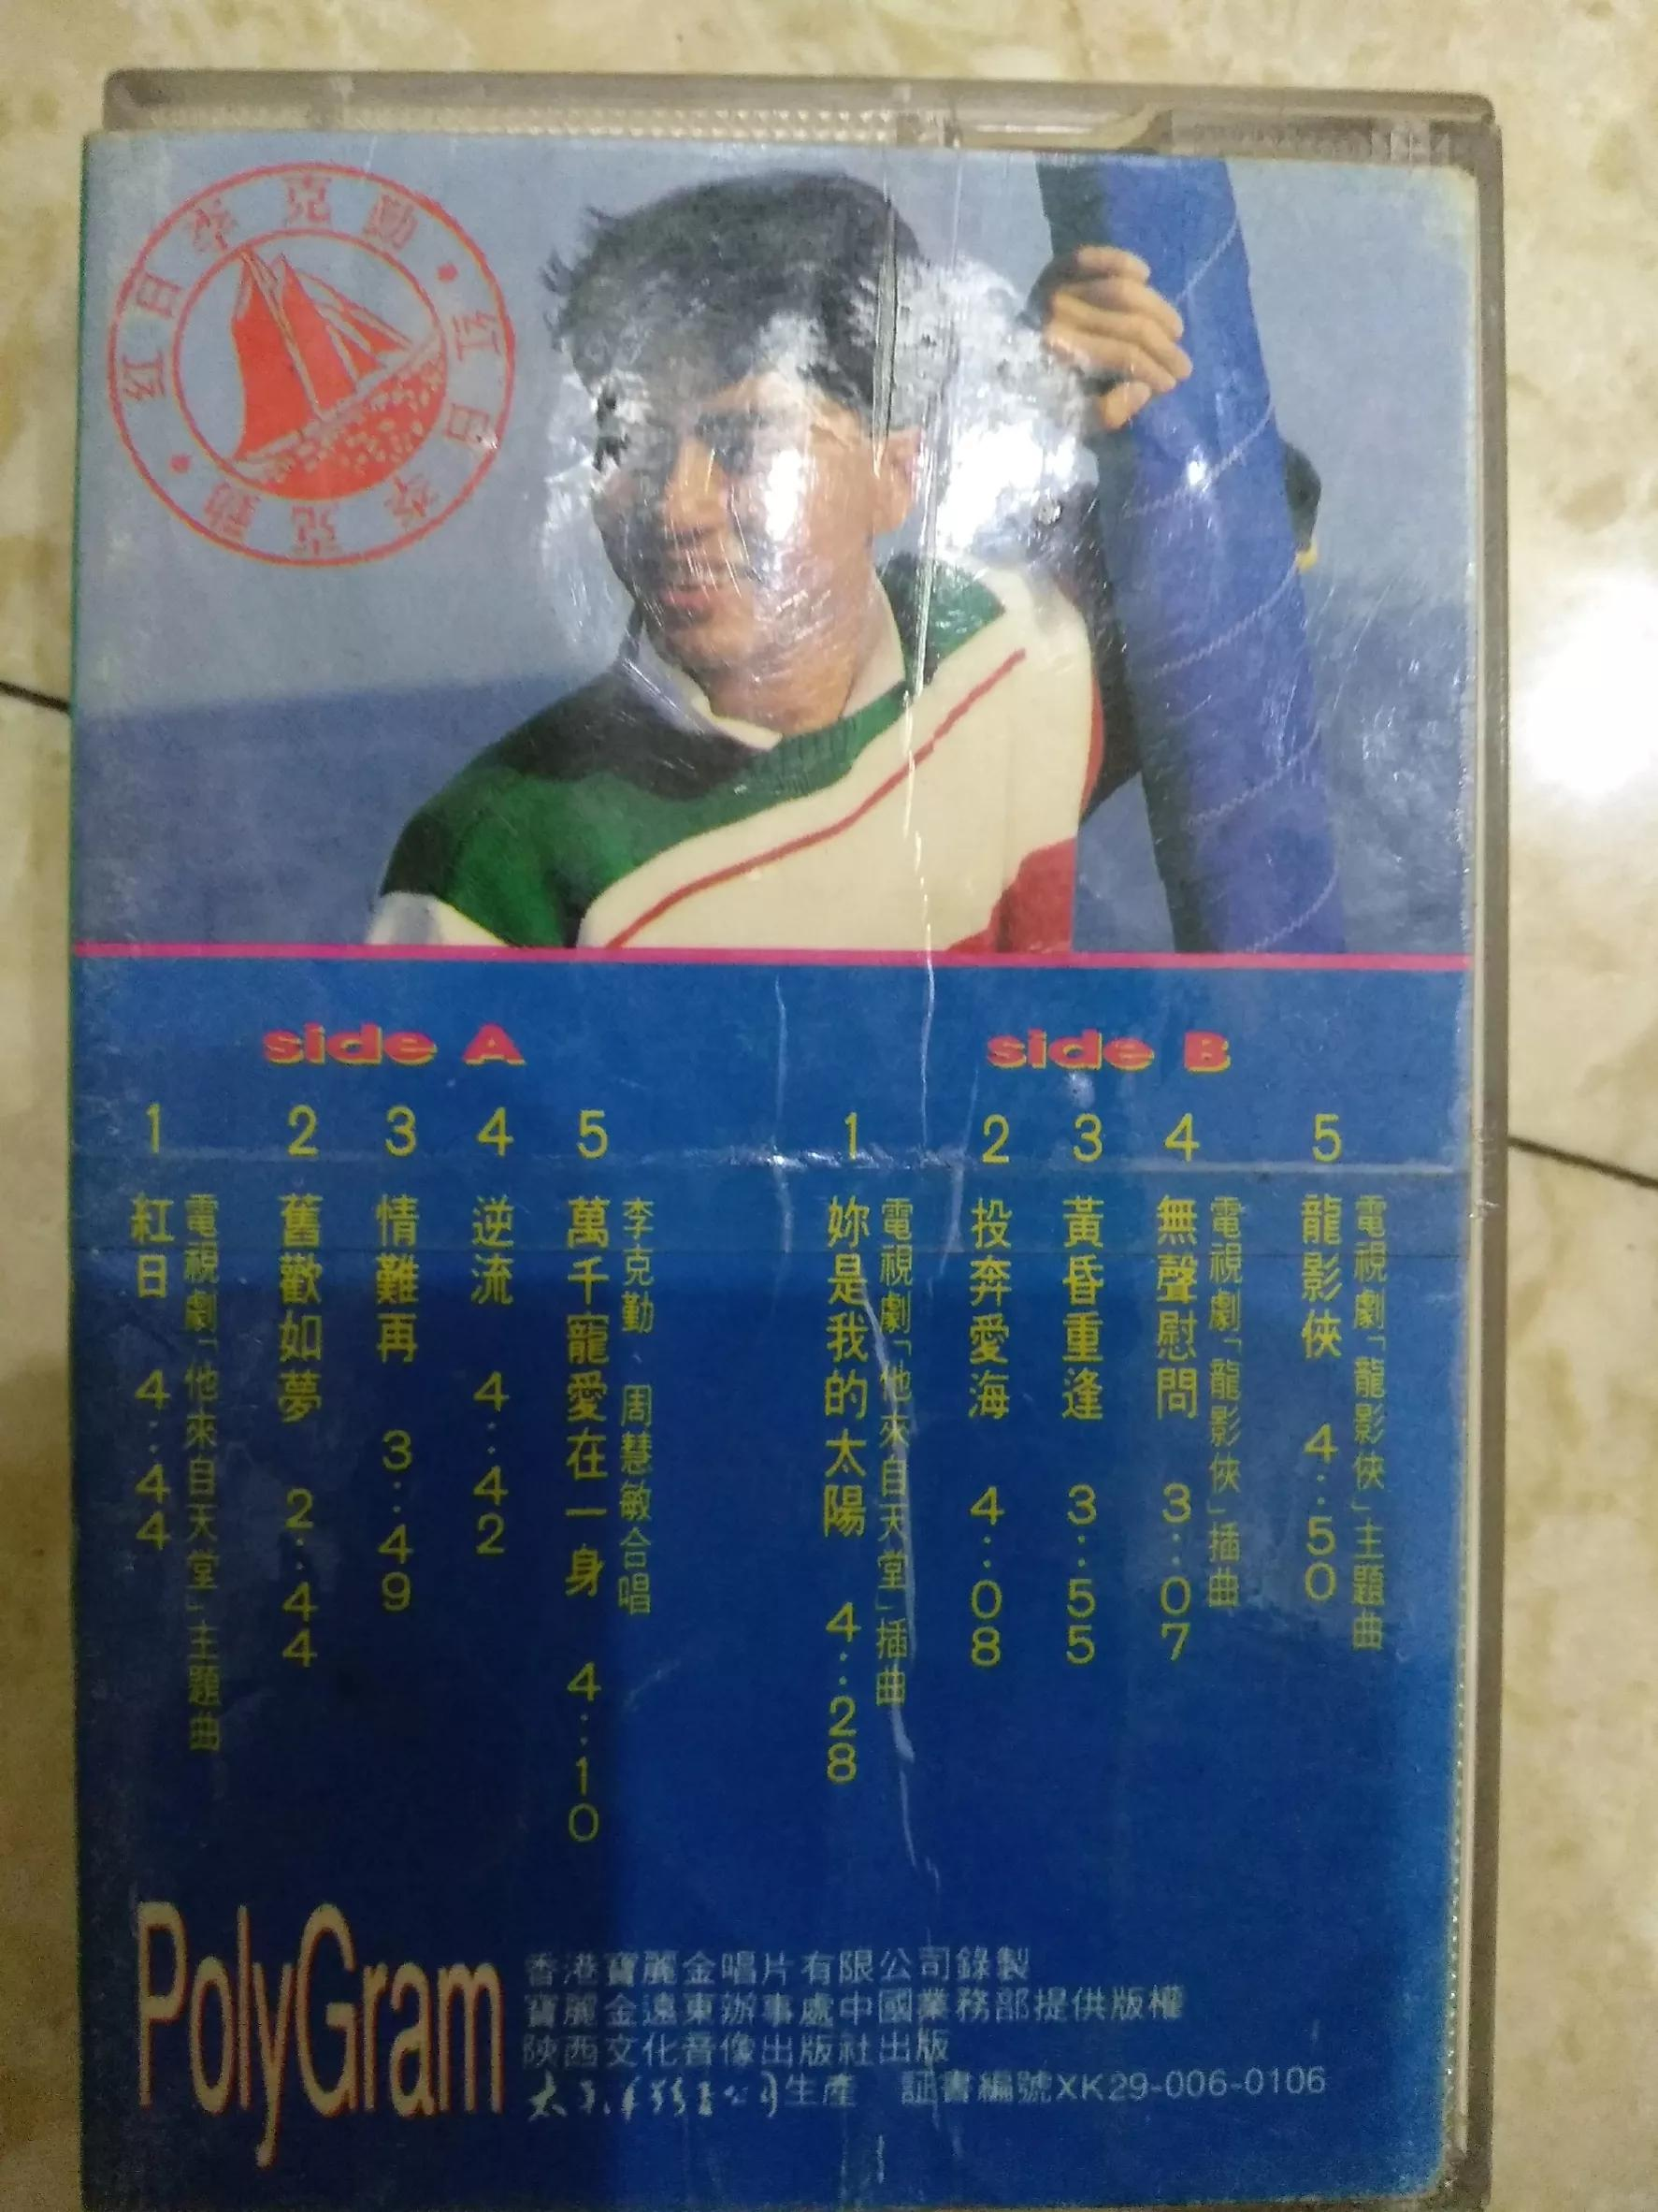 紅日李克勤・紅日李克勤・
side A
1 紅日 4:44
電視劇「他來自天堂」主題曲
2 舊歡如夢 2:44
3 情難再 3:49
4 逆流 4:42
5 萬千寵愛在一身 4:10
李克勤、周慧敏合唱
side B
1 妳是我的太陽 4:28
電視劇「他來自天堂」插曲
2 投奔愛海 4:08
3 黃昏重逢 3:55
4 無聲慰問 3:07
電視劇「龍影俠」插曲
5 龍影俠 4:50
電視劇「龍影俠」主題曲
PolyGram
香港寶麗金唱片有限公司錄製
寶麗金遠東辦事處中國業務部提供版權
陝西文化音像出版社出版
生產 証書編號XK29-006-0106